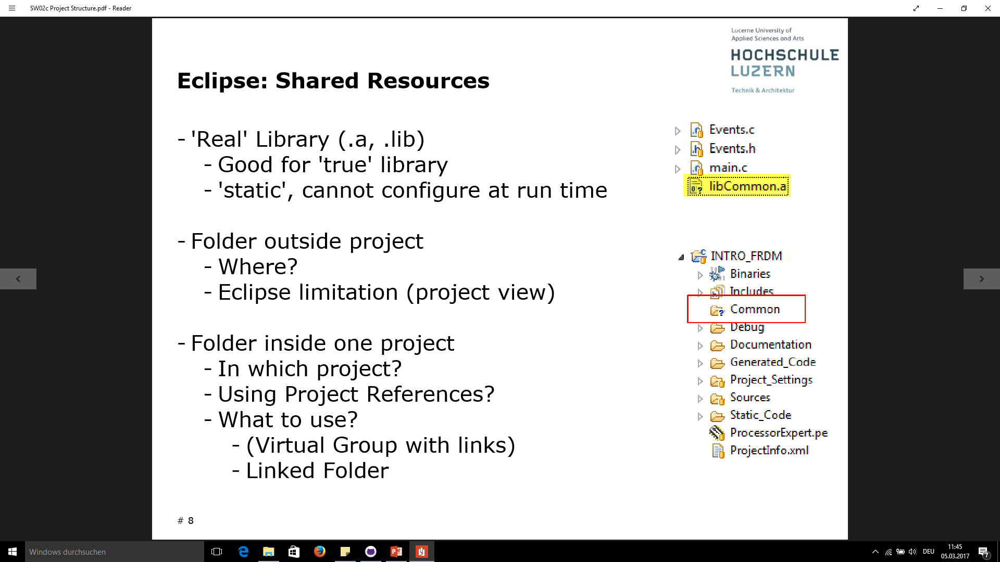 SW02c Project Structure.pdf - Reader
Lucerne University of
Applied Sciences and Arts
HOCHSCHULE
LUZERN
Technik & Architektur
Eclipse: Shared Resources
- 'Real' Library (.a, .lib)
- Good for 'true' library
- 'static', cannot configure at run time
- Folder outside project
- Where?
- Eclipse limitation (project view)
- Folder inside one project
- In which project?
- Using Project References?
- What to use?
- (Virtual Group with links)
- Linked Folder
Events.c
Events.h
main.c
libCommon.a
INTRO_FRDM
Binaries
Includes
Common
Debug
Documentation
Generated_Code
Project_Settings
Sources
Static_Code
ProcessorExpert.pe
ProjectInfo.xml
# 8
Windows durchsuchen
DEU
11:45
05.03.2017
7